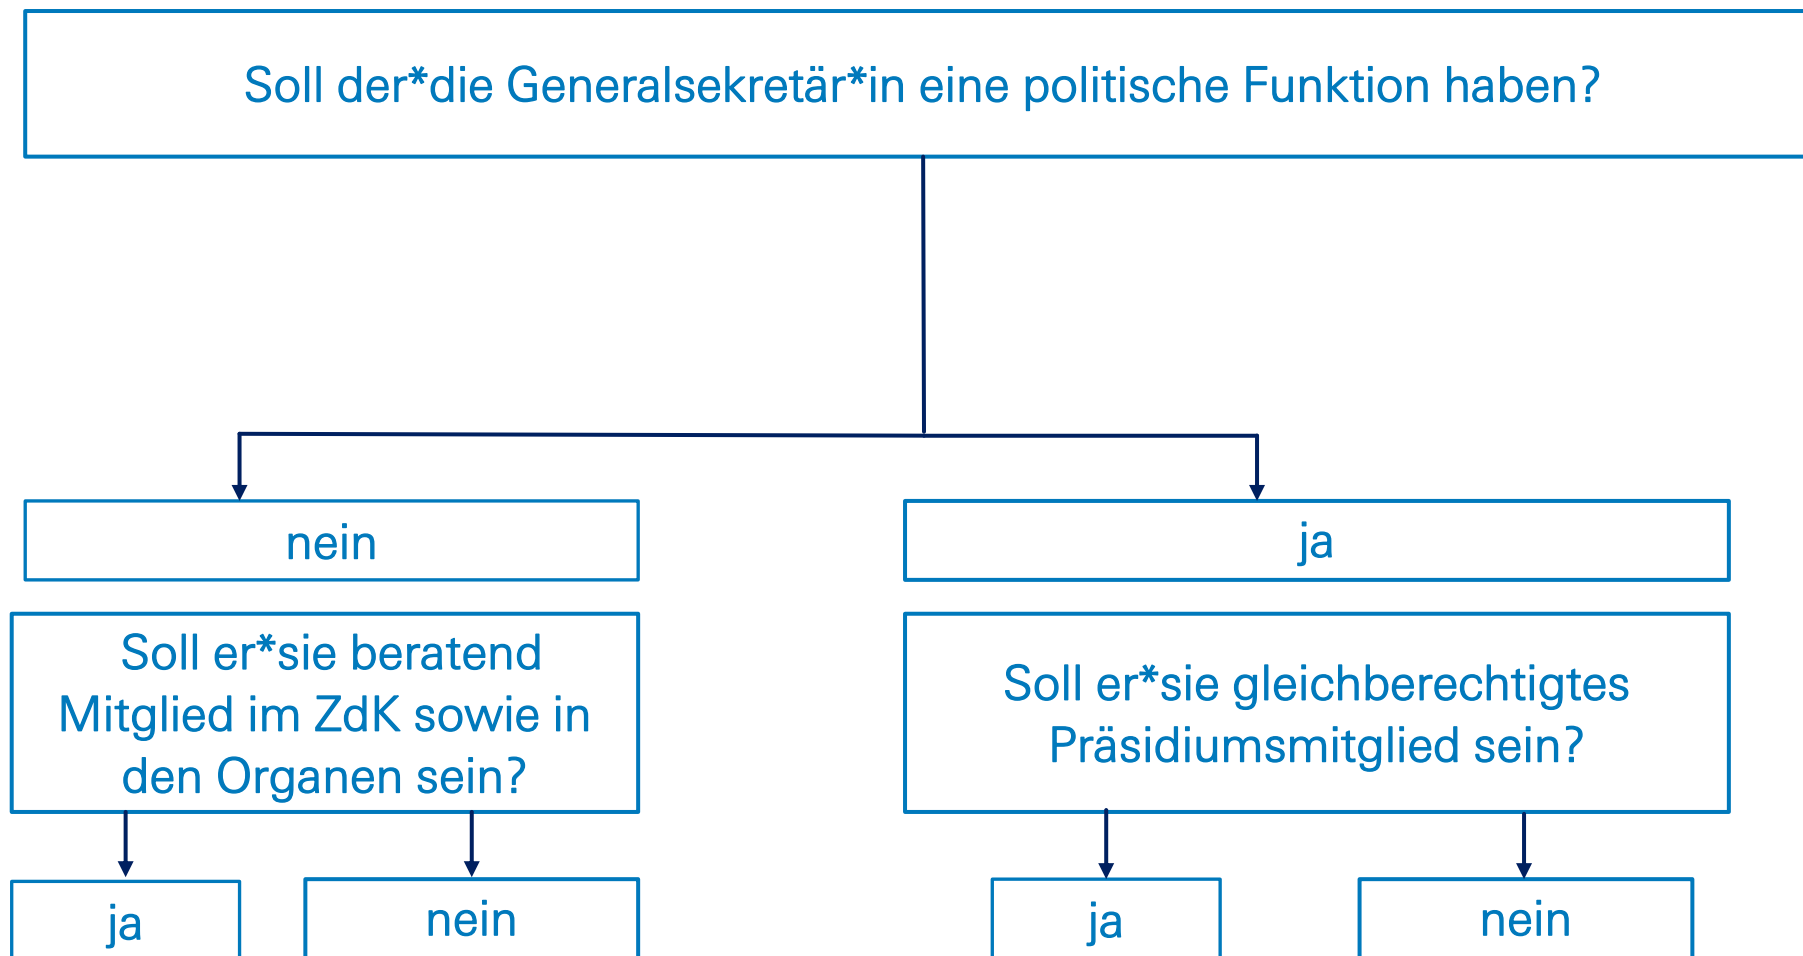 Soll der*die Generalsekretär*in eine politische Funktion haben?
nein
ja
Soll er*sie beratend
Mitglied im ZdK sowie in
den Organen sein?
Soll er*sie gleichberechtigtes
Präsidiumsmitglied sein?
ja
nein
ja
nein